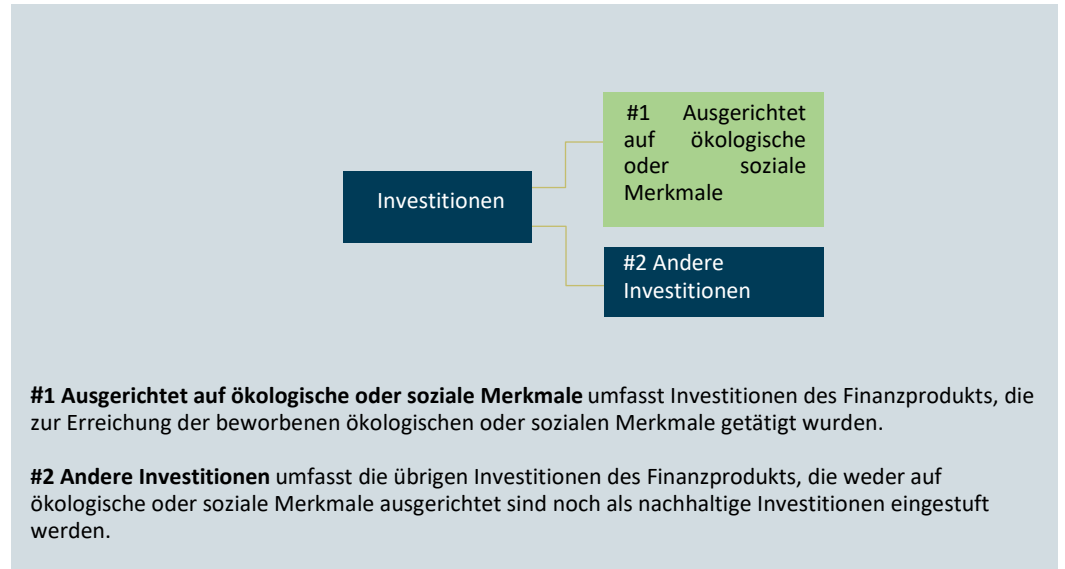 #1 Ausgerichtet
auf ökologische
oder soziale
Merkmale
Investitionen
#2 Andere
Investitionen
#1 Ausgerichtet auf ökologische oder soziale Merkmale umfasst Investitionen des Finanzprodukts, die
zur Erreichung der beworbenen ökologischen oder sozialen Merkmale getätigt wurden.
#2 Andere Investitionen umfasst die übrigen Investitionen des Finanzprodukts, die weder auf
ökologische oder soziale Merkmale ausgerichtet sind noch als nachhaltige Investitionen eingestuft
werden.